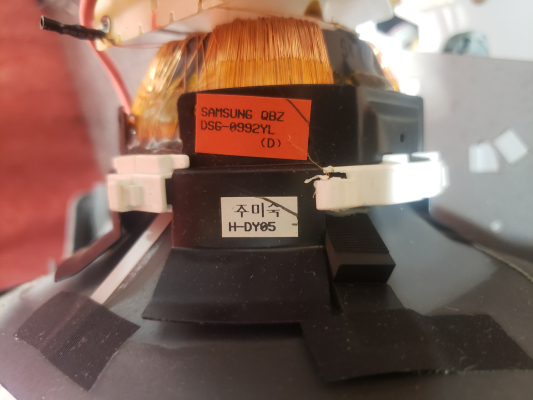 SAMSUNG QBZ
DSG-0992YL
(D)
주미숙
H-DY05